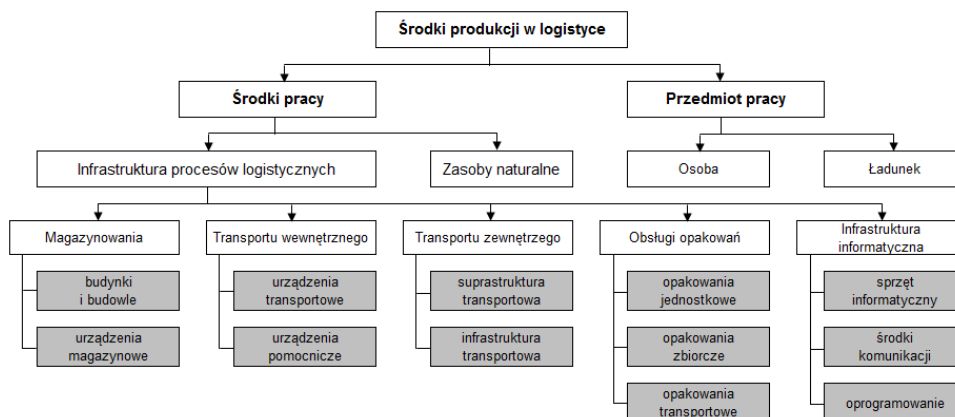 Środki produkcji w logistyce
Środki pracy
Przedmiot pracy
Infrastruktura procesów logistycznych
Zasoby naturalne
Osoba
Ładunek
Magazynowania
Transportu wewnętrznego
Transportu zewnętrzego
Obsługi opakowań
Infrastruktura
informatyczna
budynki
i budowle
urządzenia
magazynowe
urządzenia
transportowe
urządzenia
pomocnicze
suprastruktura
transportowa
infrastruktura
transportowa
opakowania
jednostkowe
opakowania
zbiorcze
opakowania
transportowe
sprzęt
informatyczny
środki
komunikacji
oprogramowanie